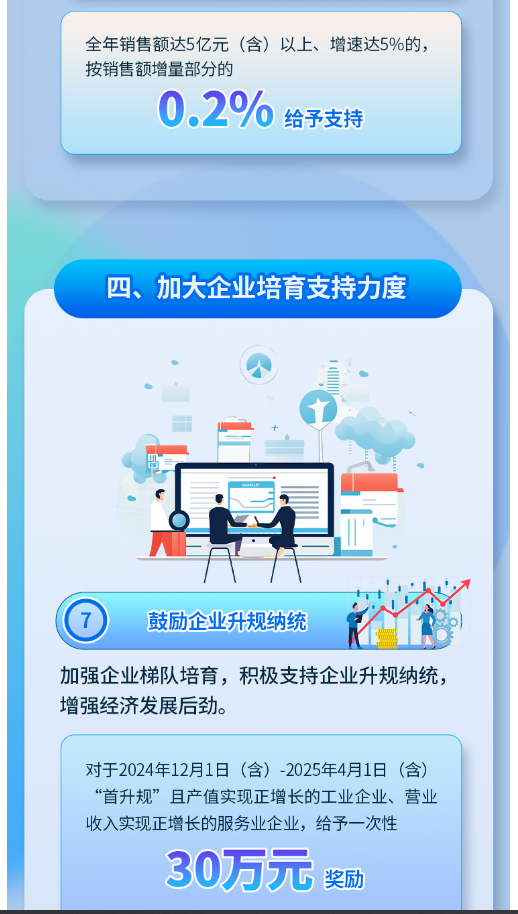 全年销售额达5亿元（含）以上、增速达5%的，
按销售额增量部分的
0.2% 给予支持
四、加大企业培育支持力度
7 鼓励企业升规纳统
加强企业梯队培育，积极支持企业升规纳统，
增强经济发展后劲。
对于2024年12月1日（含）-2025年4月1日（含）
“首升规”且产值实现正增长的工业企业、营业
收入实现正增长的服务业企业，给予一次性
30万元 奖励